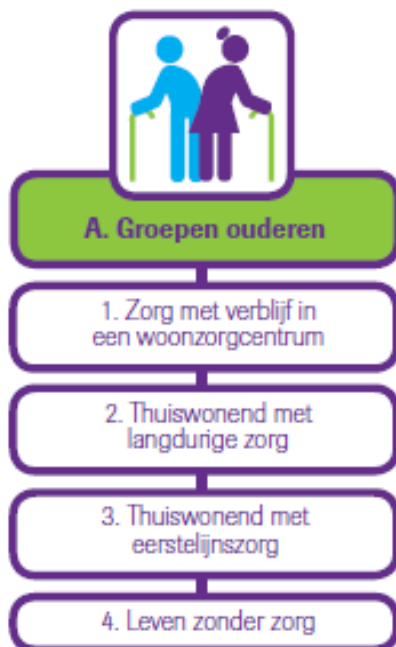 A. Groepen ouderen
1. Zorg met verblijf in
een woonzorgcentrum
2. Thuiswonend met
langdurige zorg
3. Thuiswonend met
eerstelijnszorg
4. Leven zonder zorg